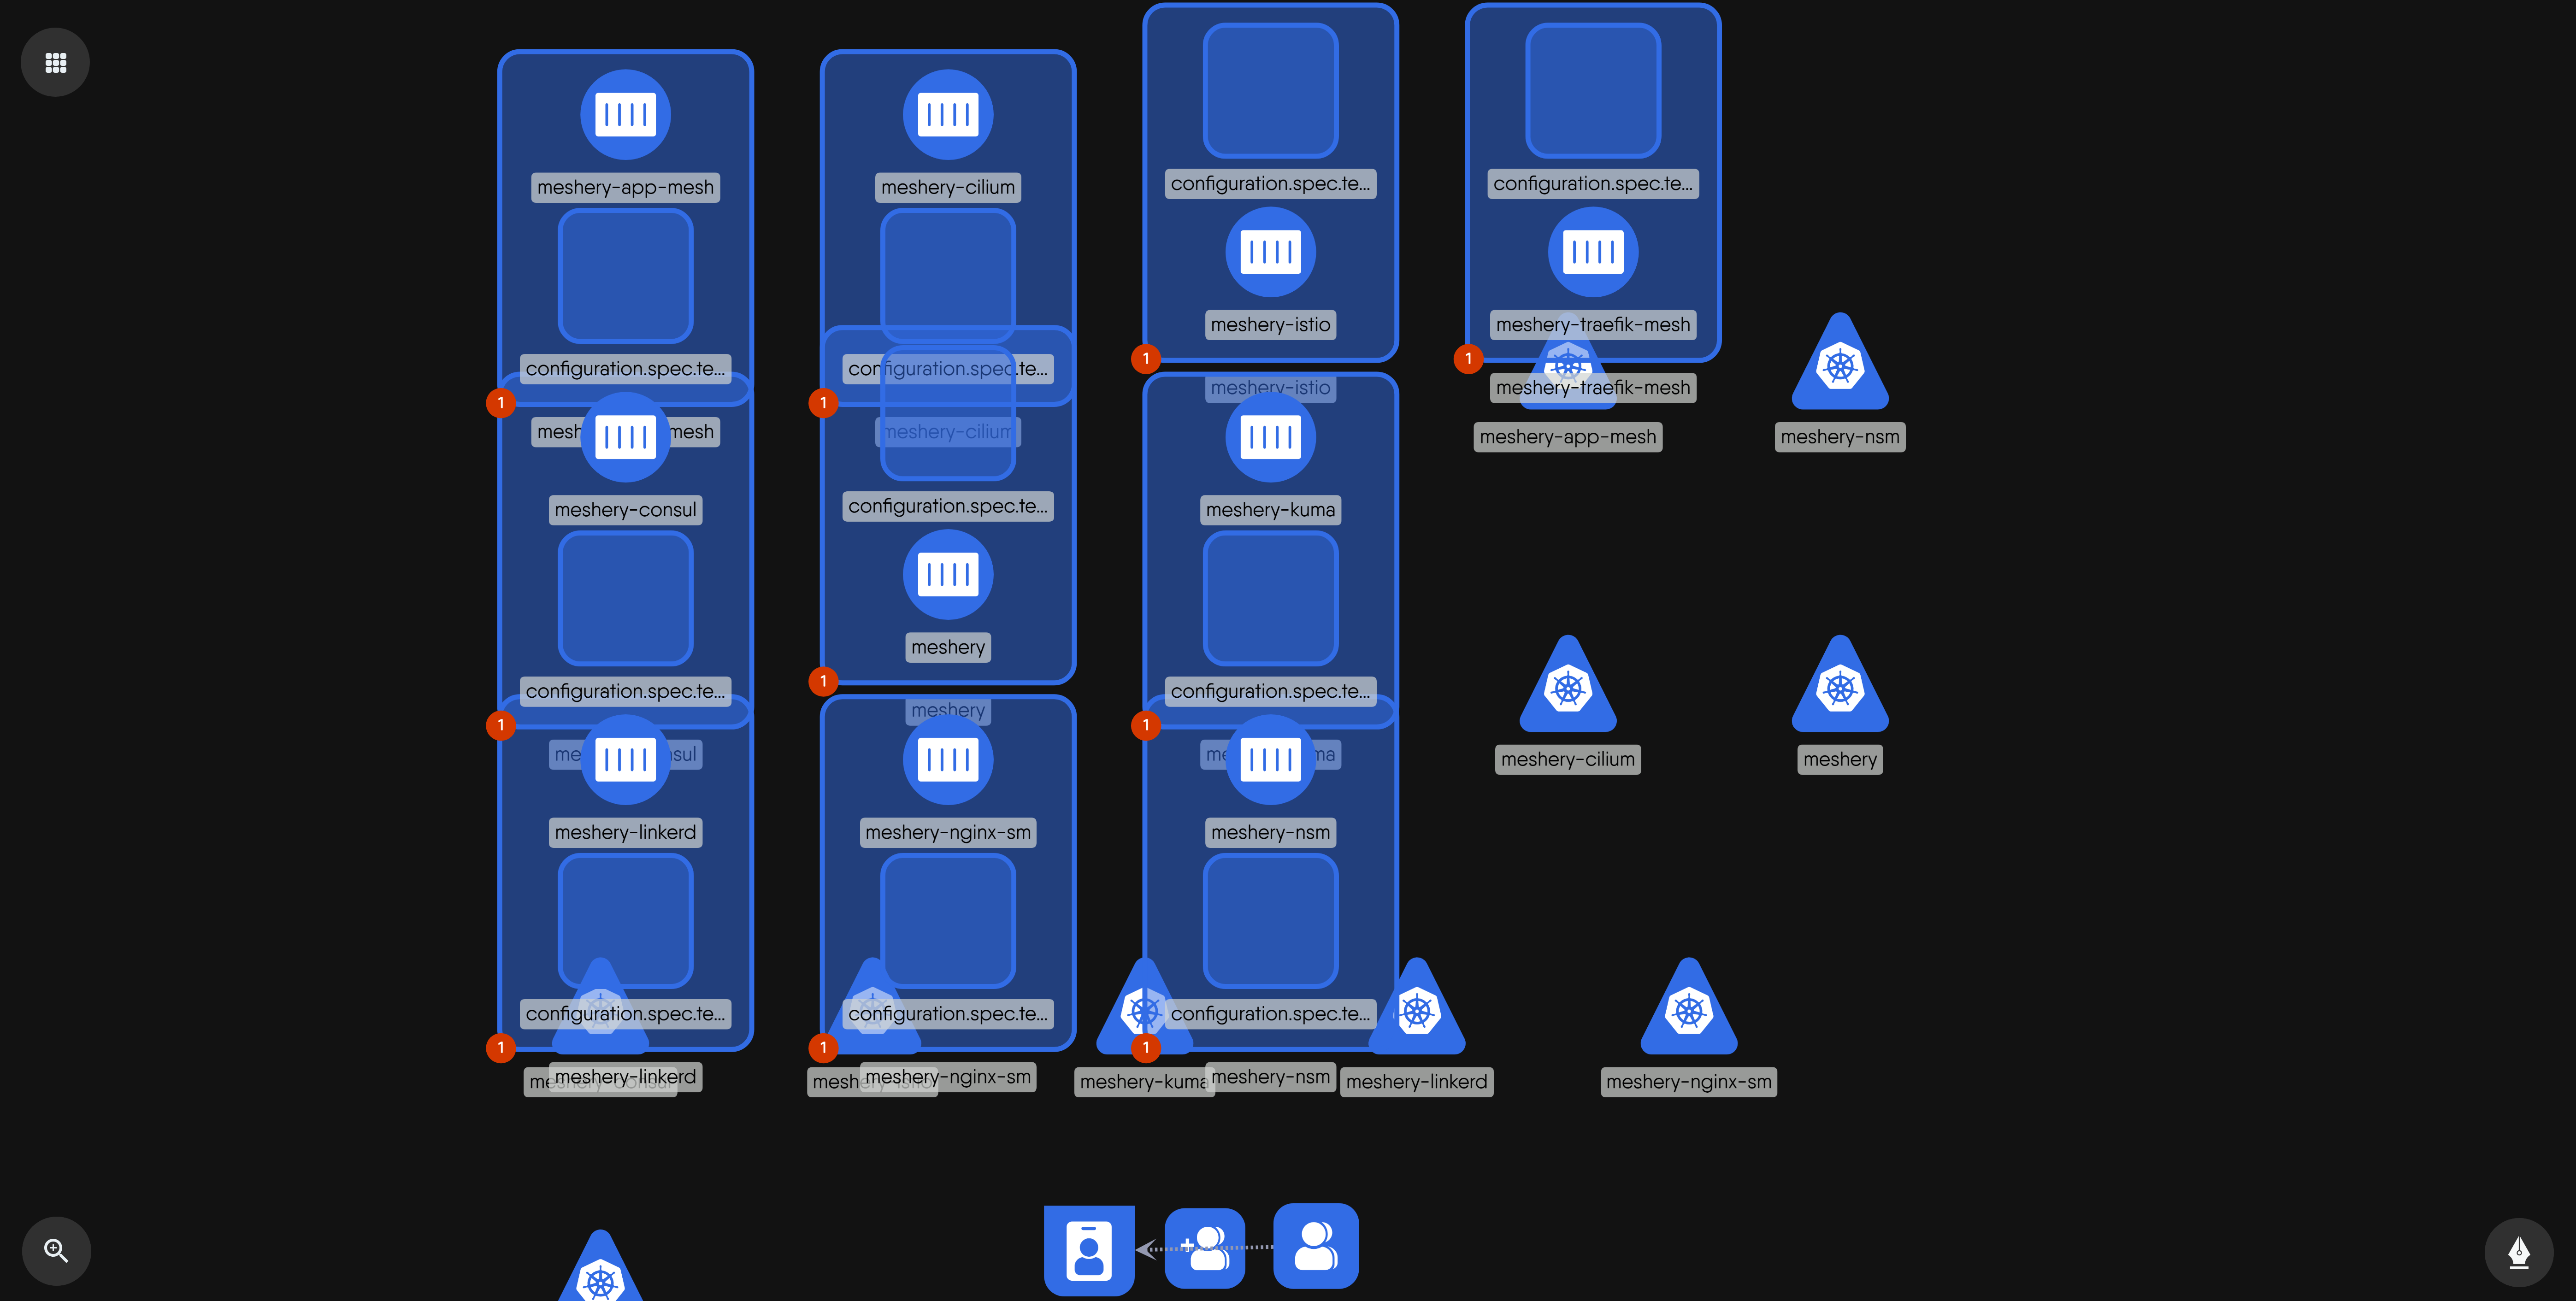 meshery-app-mesh
configuration.spec.te...
1
mesh
mesh
meshery-consul
configuration.spec.te...
1
meshery-linkerd
configuration.spec.te...
1
meshery-linkerd
meshery-consul
meshery-cilium
configuration.spec.te...
1
meshery-cilium
configuration.spec.te...
meshery
1
meshery
meshery-nginx-sm
configuration.spec.te...
1
meshery-nginx-sm
configuration.spec.te...
meshery-istio
1
meshery-istio
meshery-kuma
configuration.spec.te...
1
me
ma
meshery-nsm
configuration.spec.te...
1
meshery-kuma
meshery-nsm
meshery-linkerd
configuration.spec.te...
meshery-traefik-mesh
1
meshery-traefik-mesh
meshery-app-mesh
meshery-nsm
meshery-cilium
meshery
meshery-nginx-sm